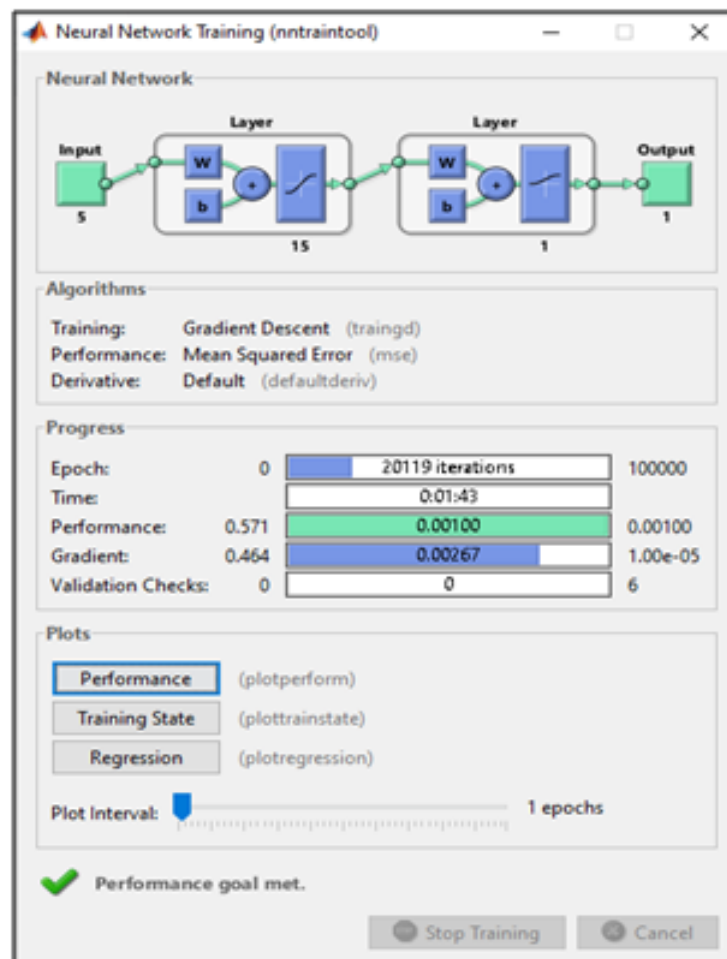 Neural Network Training (nntraintool)
Neural Network
Layer Layer
Input Output
W W
+ +
b b
5 1
15 1
Algorithms
Training: Gradient Descent (traingd)
Performance: Mean Squared Error (mse)
Derivative: Default (defaultderiv)
Progress
Epoch: 0 20119 iterations 100000
Time: 0:01:43
Performance: 0.571 0.00100 0.00100
Gradient: 0.464 0.00267 1.00e-05
Validation Checks: 0 0 6
Plots
Performance (plotperform)
Training State (plottrainstate)
Regression (plotregression)
Plot Interval: 1 epochs
Performance goal met.
Stop Training Cancel